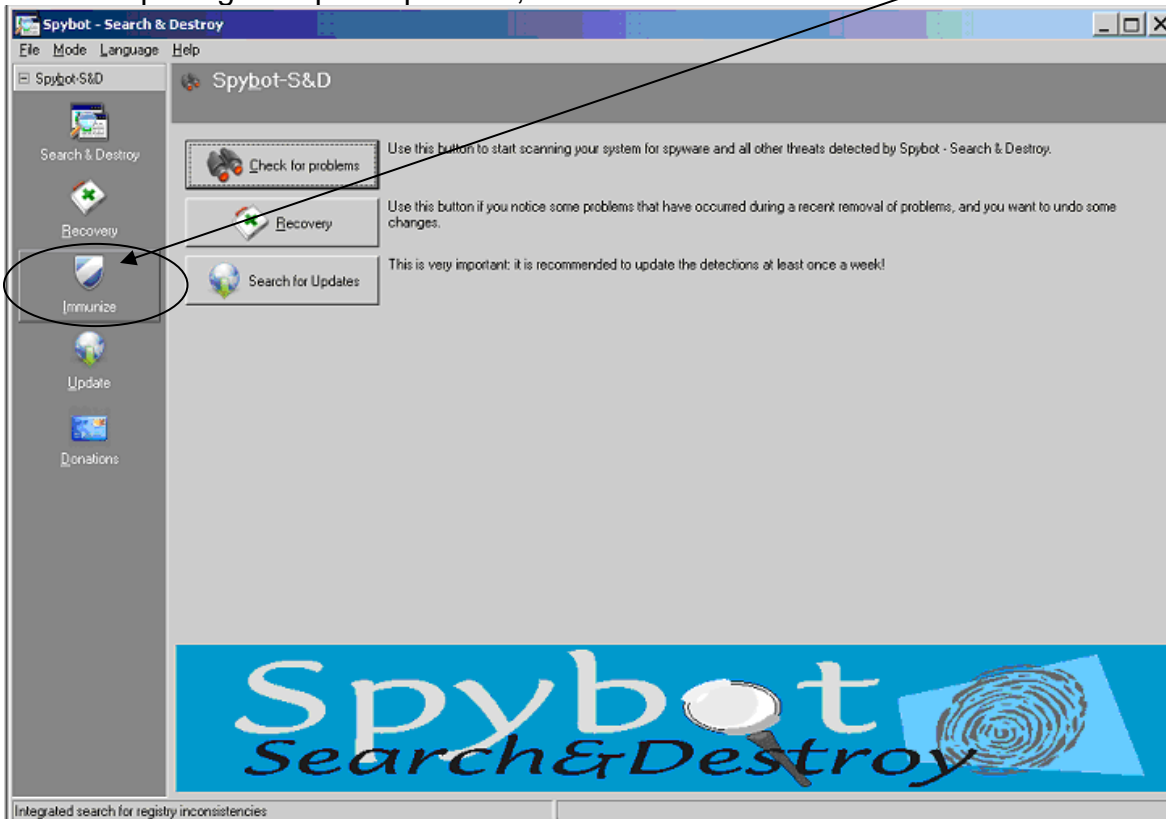 Spybot - Search & Destroy
File Mode Language Help
Spybot-S&D
Spybot-S&D
Search & Destroy
Recovery
Immunize
Update
Donations
Check for problems
Use this button to start scanning your system for spyware and all other threats detected by Spybot - Search & Destroy.
Recovery
Use this button if you notice some problems that have occurred during a recent removal of problems, and you want to undo some
changes.
Search for Updates
This is very important: it is recommended to update the detections at least once a week!
Spybot
Search&Destroy
Integrated search for registry inconsistencies